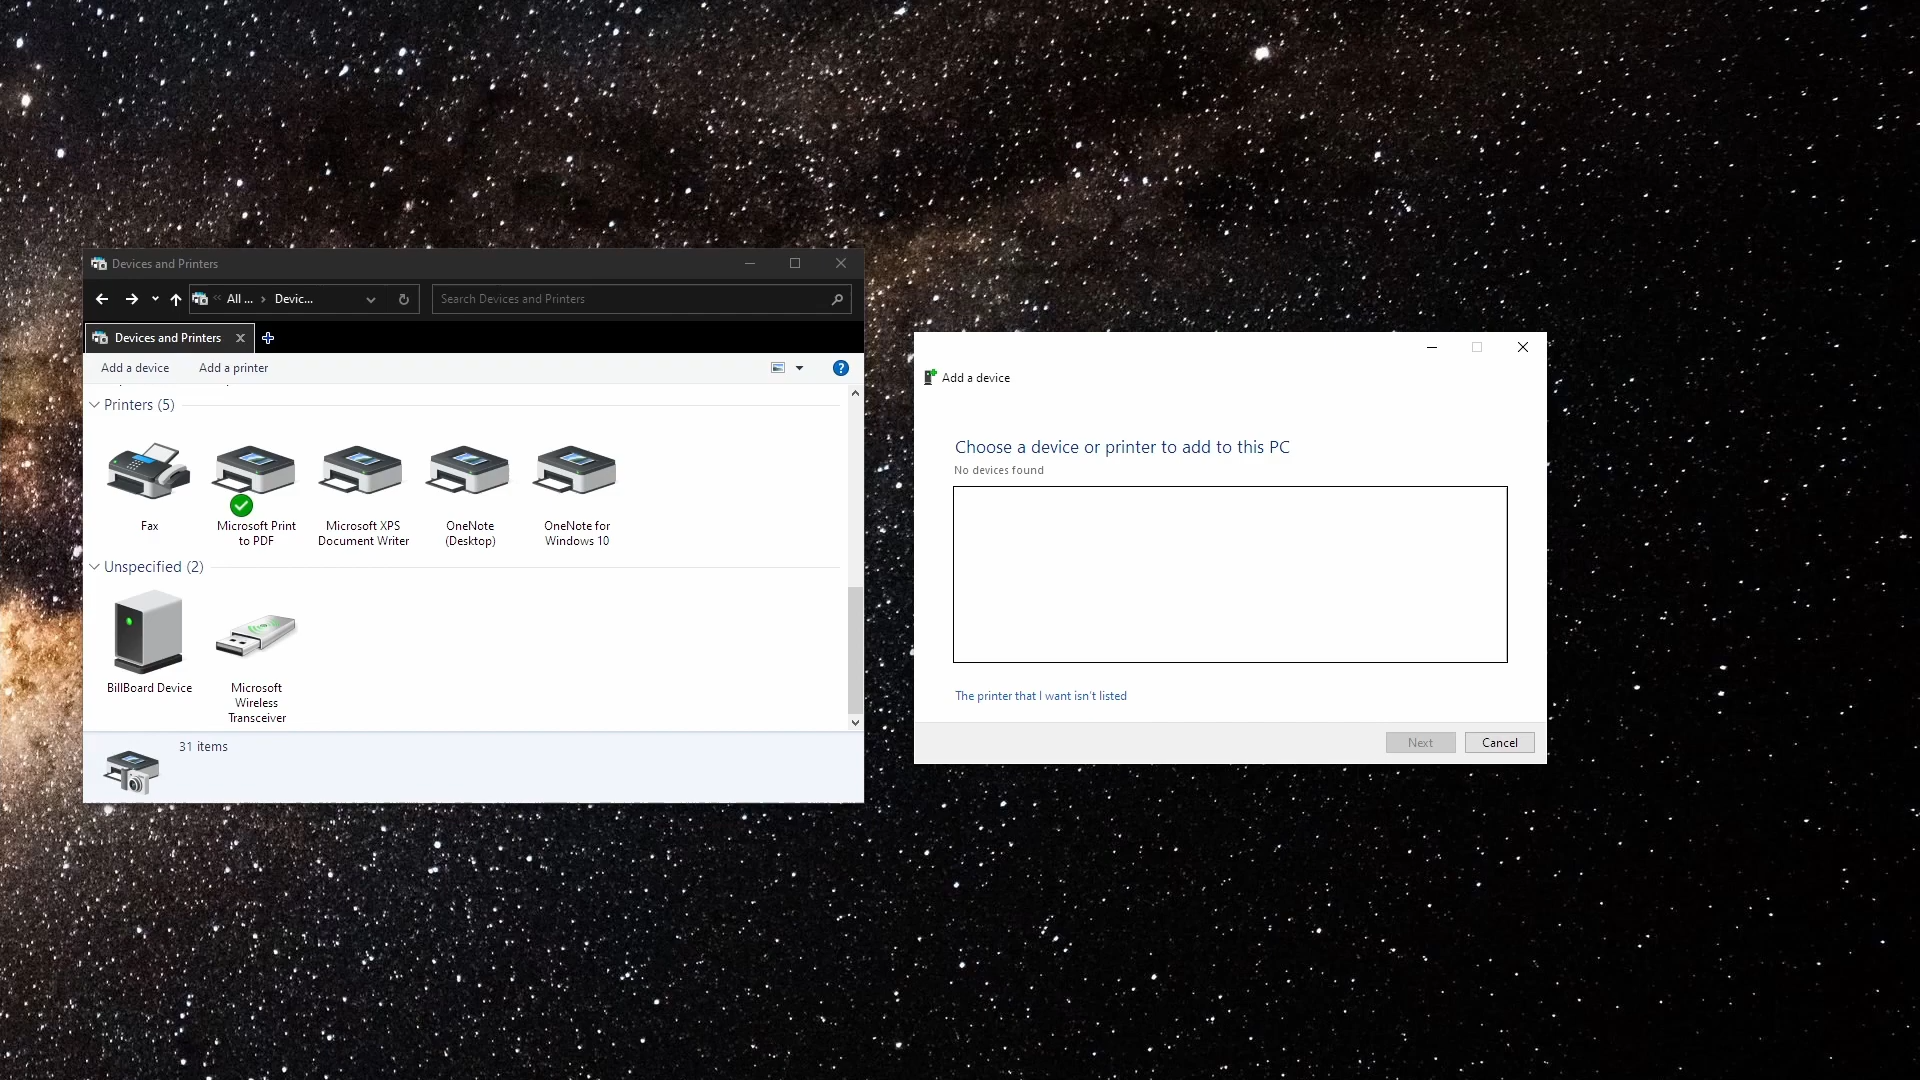 Devices and Printers
All ...
Devic...
Search Devices and Printers
Devices and Printers
Add a device
Add a printer
Printers (5)
Fax
Microsoft Print
to PDF
Microsoft XPS
Document Writer
OneNote
(Desktop)
OneNote for
Windows 10
Unspecified (2)
BillBoard Device
Microsoft
Wireless
Transceiver
31 items
Add a device
Choose a device or printer to add to this PC
No devices found
The printer that I want isn't listed
Next
Cancel